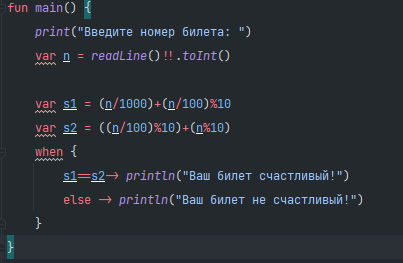 fun main() {
print("Введите номер билета: ")
var n = readLine()!!.toInt()
var s1 = (n/1000)+(n/100)%10
var s2 = ((n/100)%10)+(n%10)
when {
s1==s2-> println("Ваш билет счастливый!")
else -> println("Ваш билет не счастливый!")
}
}